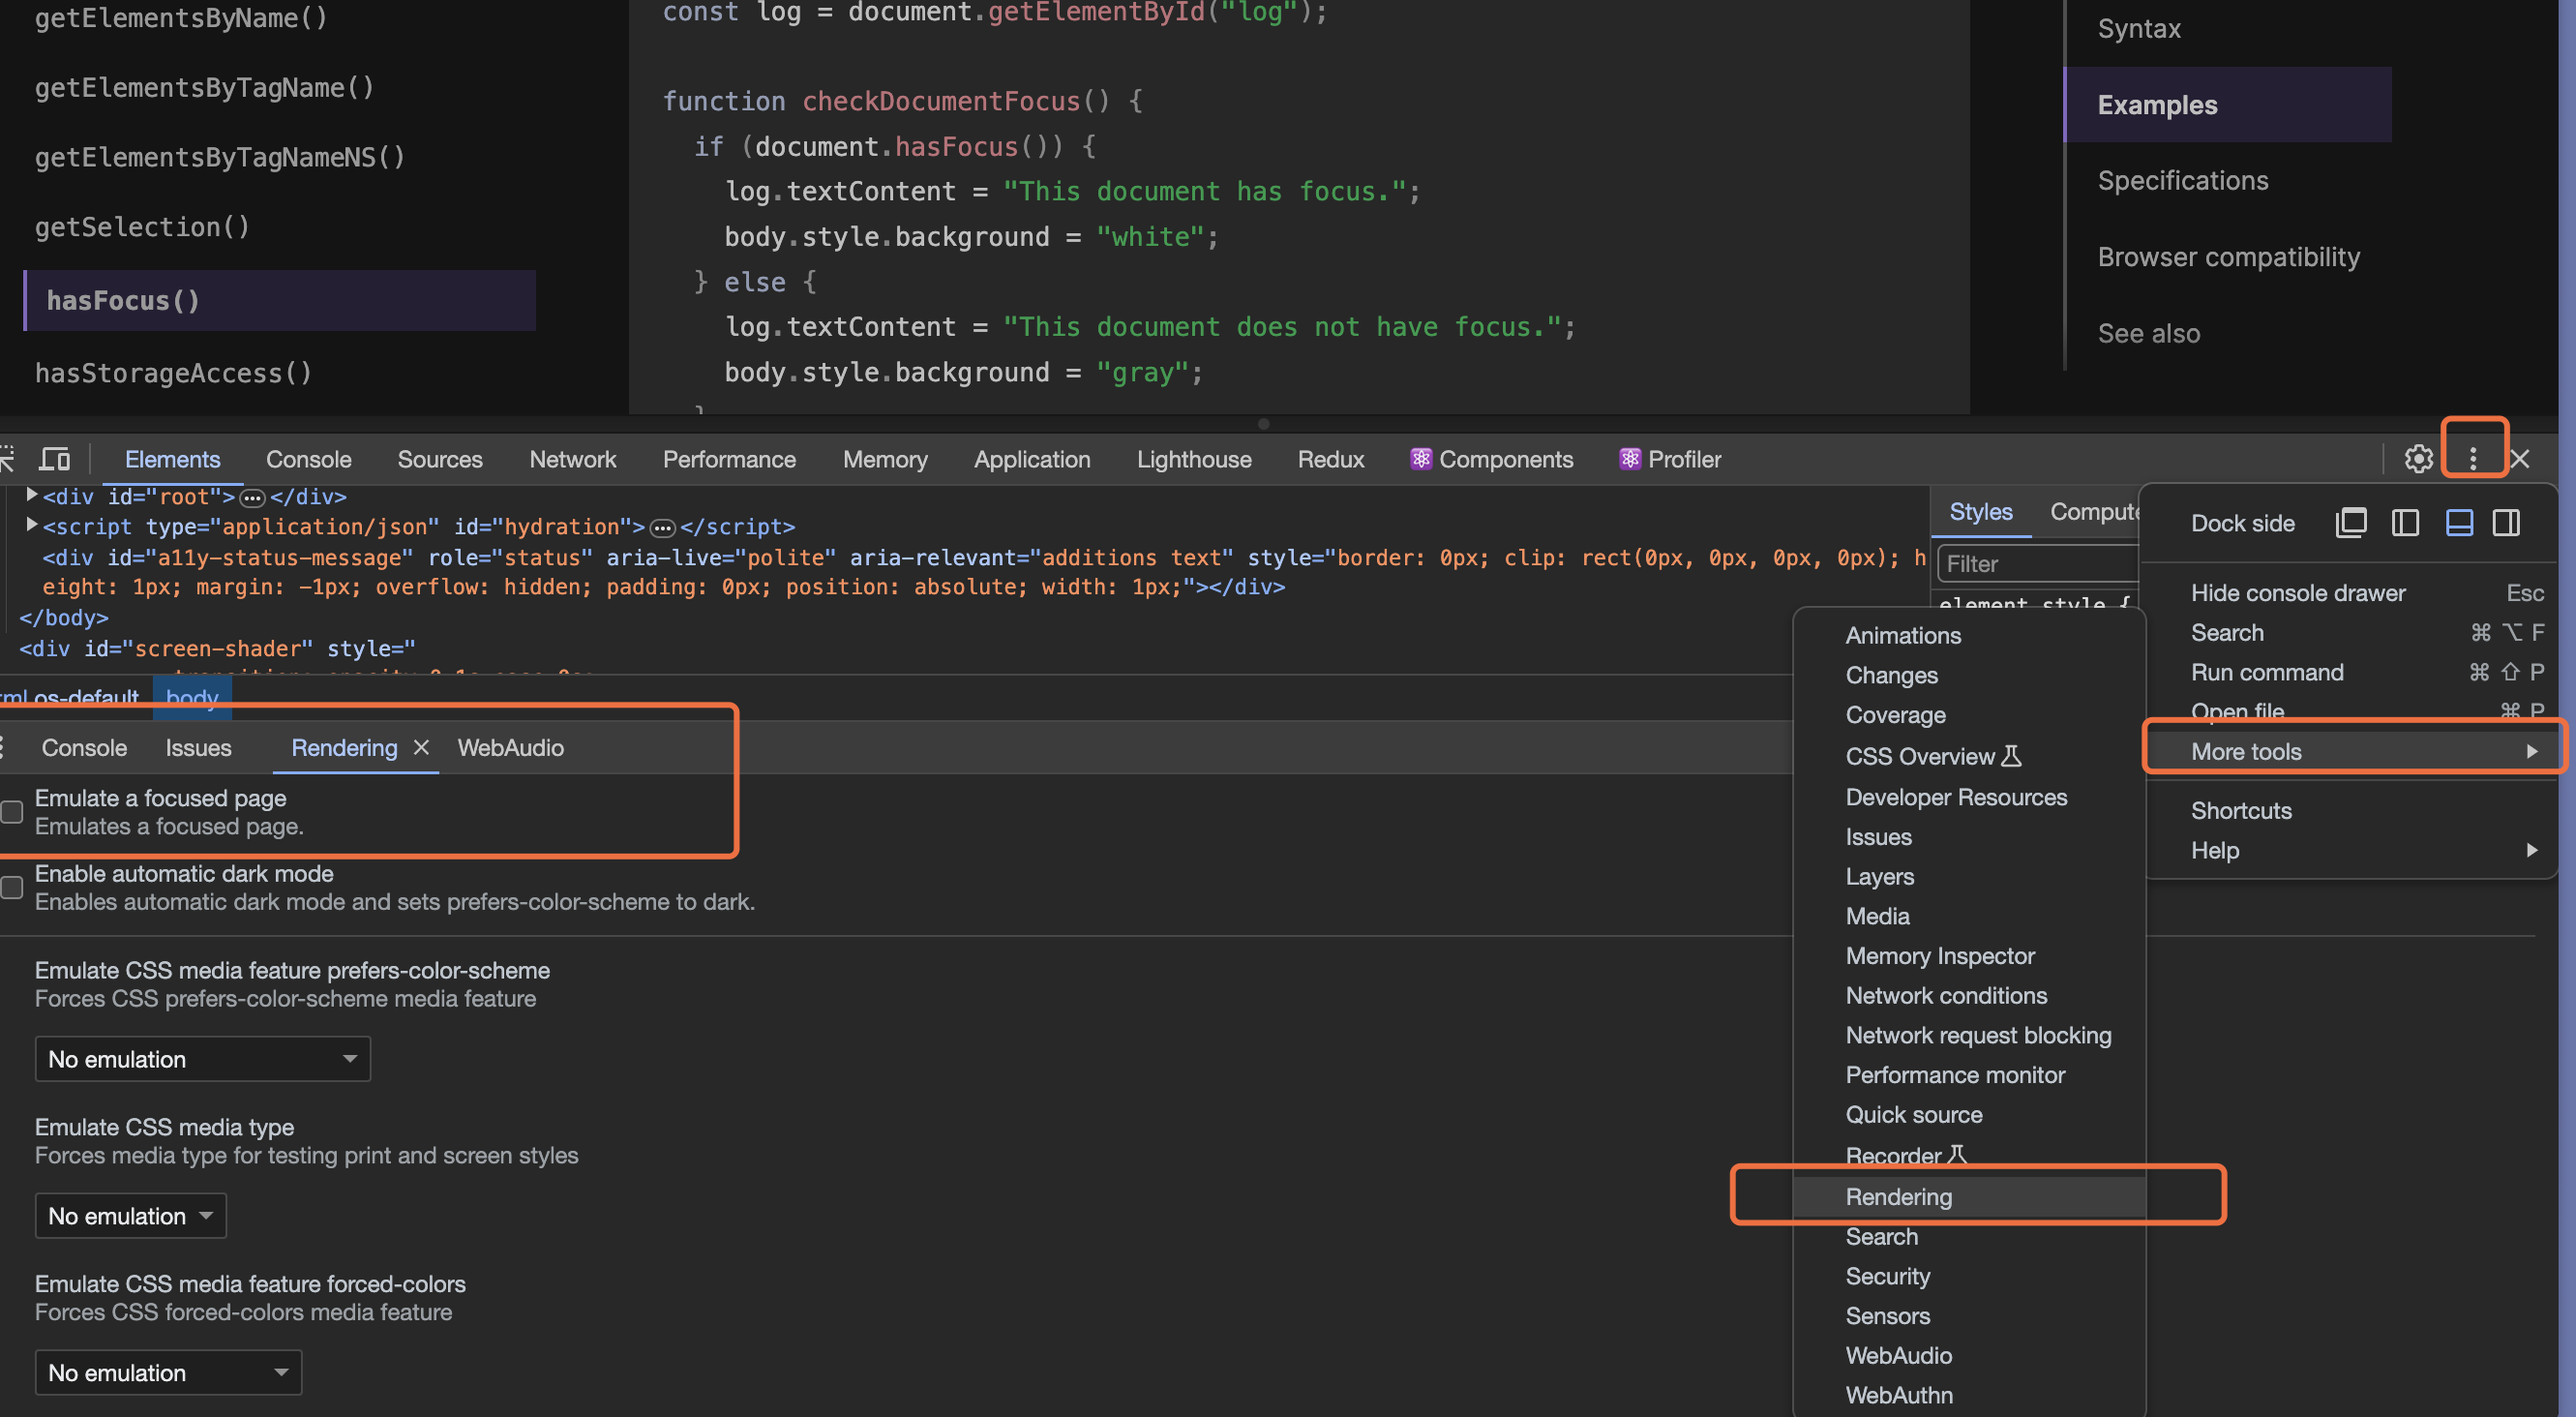 getElementsByName()
getElementsByTagName()
getElementsByTagNameNS()
getSelection()
hasFocus()
hasStorageAccess()
const log = document.getElementById("log");
function checkDocumentFocus() {
if (document.hasFocus()) {
log.textContent = "This document has focus.";
body.style.background = "white";
} else {
log.textContent = "This document does not have focus.";
body.style.background = "gray";
}
Syntax
Examples
Specifications
Browser compatibility
See also
Elements Console Sources Network Performance Memory Application Lighthouse Redux Components Profiler
<div id="root"></div>
<script type="application/json" id="hydration"></script>
<div id="a11y-status-message" role="status" aria-live="polite" aria-relevant="additions text" style="border: 0px; clip: rect(0px, 0px, 0px, 0px); h
eight: 1px; margin: -1px; overflow: hidden; padding: 0px; position: absolute; width: 1px;"></div>
</body>
<div id="screen-shader" style="
os-default body
Styles
Filter
element.style {
Console Issues Rendering WebAudio
Emulate a focused page
Emulates a focused page.
Enable automatic dark mode
Enables automatic dark mode and sets prefers-color-scheme to dark.
Emulate CSS media feature prefers-color-scheme
Forces CSS prefers-color-scheme media feature
No emulation
Emulate CSS media type
Forces media type for testing print and screen styles
No emulation
Emulate CSS media feature forced-colors
Forces CSS forced-colors media feature
No emulation
Animations
Changes
Coverage
CSS Overview
Developer Resources
Issues
Layers
Media
Memory Inspector
Network conditions
Network request blocking
Performance monitor
Quick source
Recorder
Rendering
Search
Security
Sensors
WebAudio
WebAuthn
Dock side
Hide console drawer Esc
Search ⌘ ⌥ F
Run command ⌘ ⇧ P
Open file ⌘ P
More tools
Shortcuts
Help